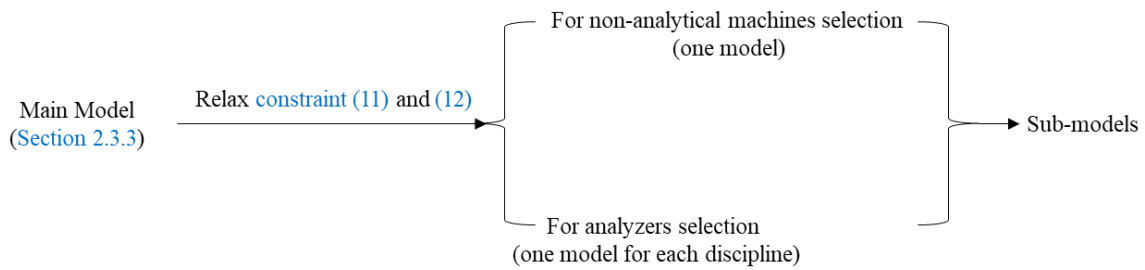 For non-analytical machines selection
(one model)
Relax constraint (11) and (12)
Main Model
(Section 2.3.3)
Sub-models
For analyzers selection
(one model for each discipline)